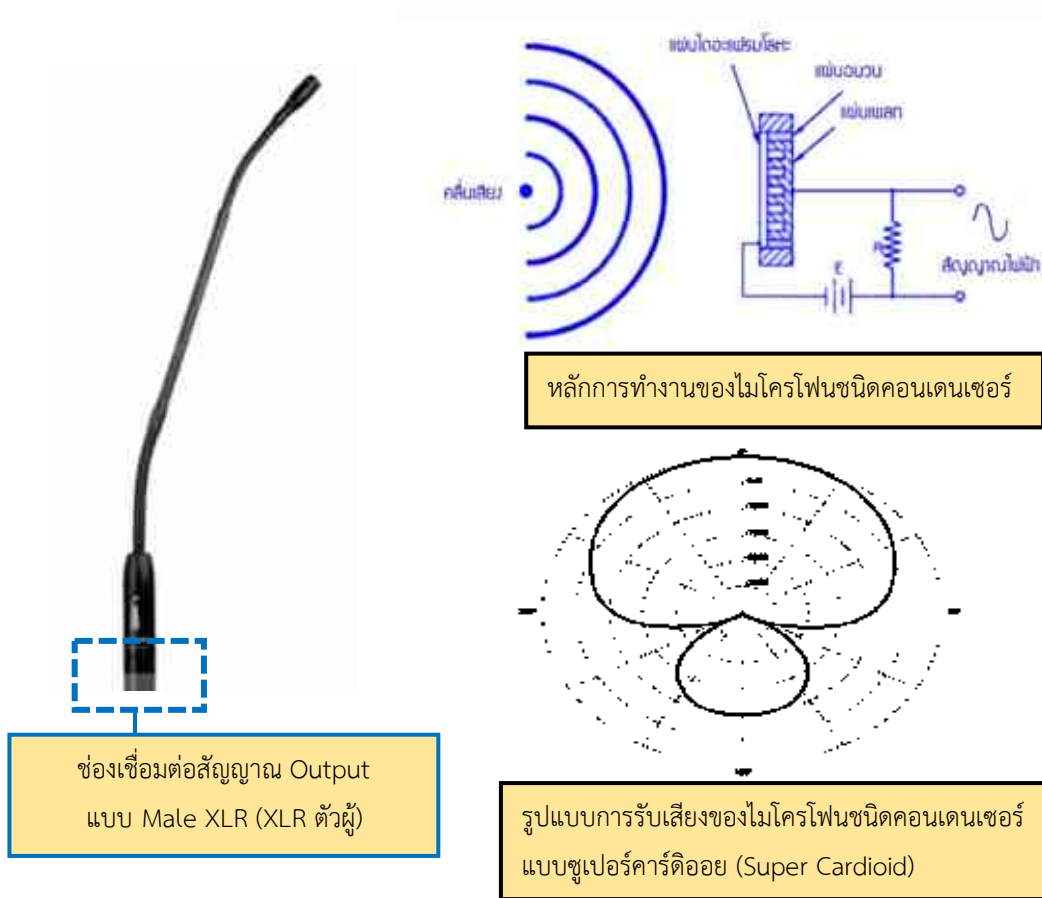 แผ่นไดอะแฟรมโลหะ
แผ่นฉนวน
แผ่นเพลท
คลื่นเสียง
R
E
สัญญาณไฟฟ้า
หลักการทำงานของไมโครโฟนชนิดคอนเดนเซอร์
ช่องเชื่อมต่อสัญญาณ Output
แบบ Male XLR (XLR ตัวผู้)
รูปแบบการรับเสียงของไมโครโฟนชนิดคอนเดนเซอร์
แบบซูเปอร์คาร์ดิออย (Super Cardioid)